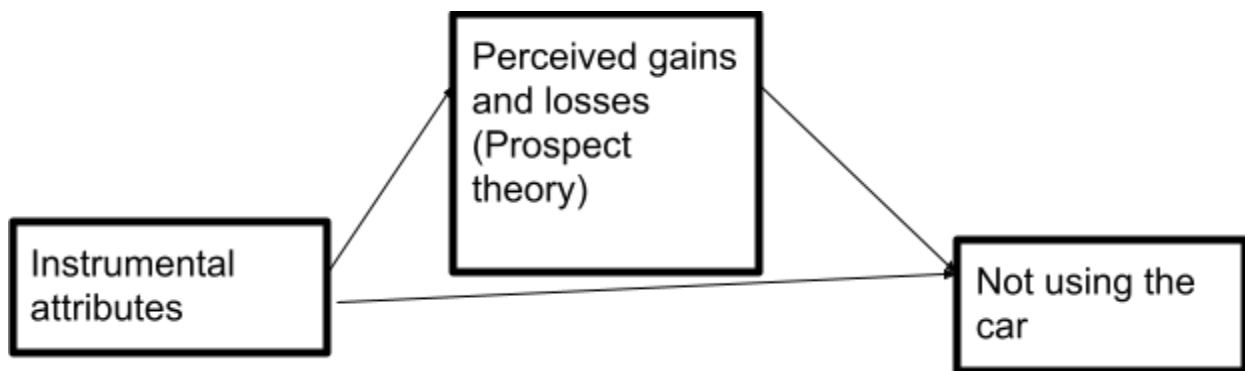 Perceived gains
and losses
(Prospect
theory)
Instrumental
attributes
Not using the
car